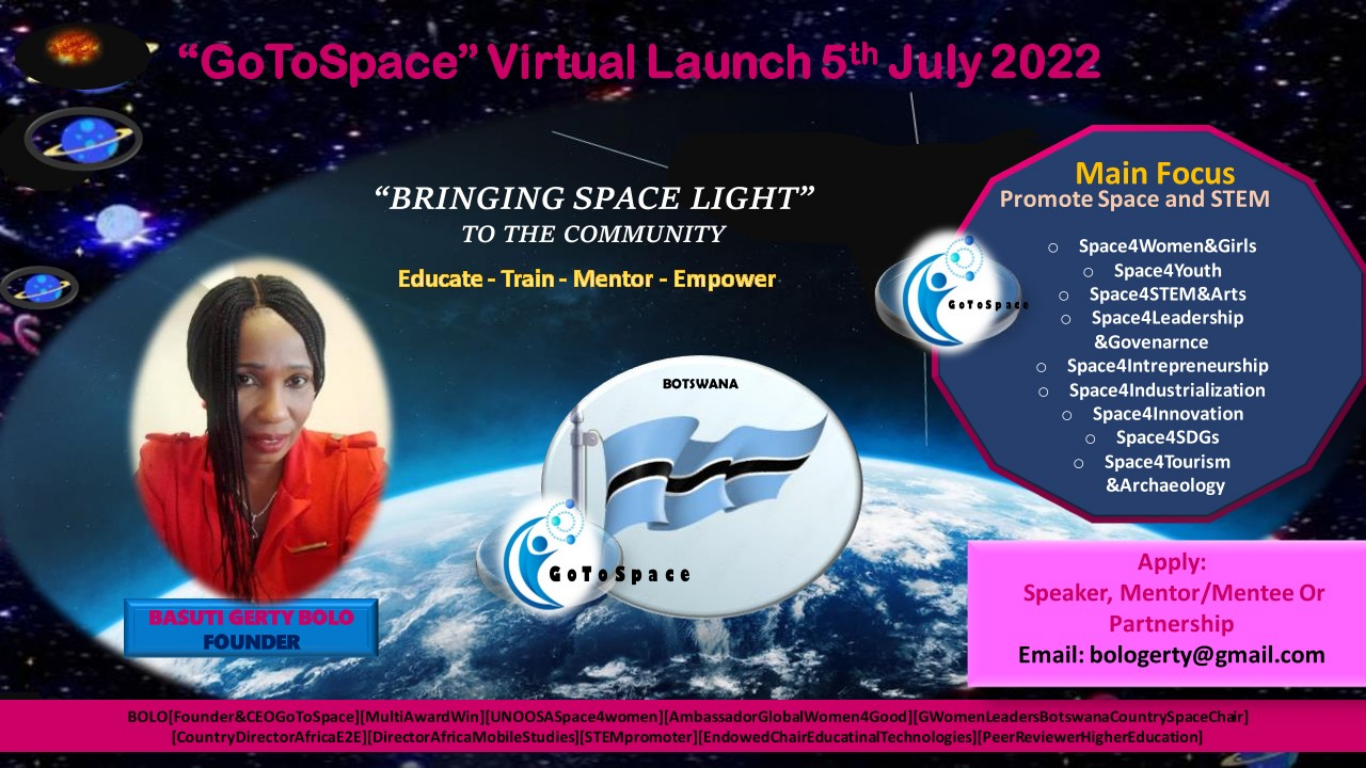 “GoToSpace” Virtual Launch 5th July 2022
“BRINGING SPACE LIGHT”
TO THE COMMUNITY
Educate - Train - Mentor - Empower
BOTSWANA
GoToSpace
BASUTI GERTY BOLO
FOUNDER
GoToSpace
Main Focus
Promote Space and STEM
○ Space4Women&Girls
○ Space4Youth
○ Space4STEM&Arts
○ Space4Leadership
&Govenarnce
○ Space4Intrepreneurship
○ Space4Industrialization
○ Space4Innovation
○ Space4SDGs
○ Space4Tourism
&Archaeology
Apply:
Speaker, Mentor/Mentee Or
Partnership
Email: bologerty@gmail.com
BOLO[Founder&CEOGoToSpace][MultiAwardWin][UNOOSASpace4women][AmbassadorGlobalWomen4Good][GWomenLeadersBotswanaCountrySpaceChair]
[CountryDirectorAfricaE2E][DirectorAfricaMobileStudies][STEMpromoter][EndowedChairEducatinalTechnologies][PeerReviewerHigherEducation]